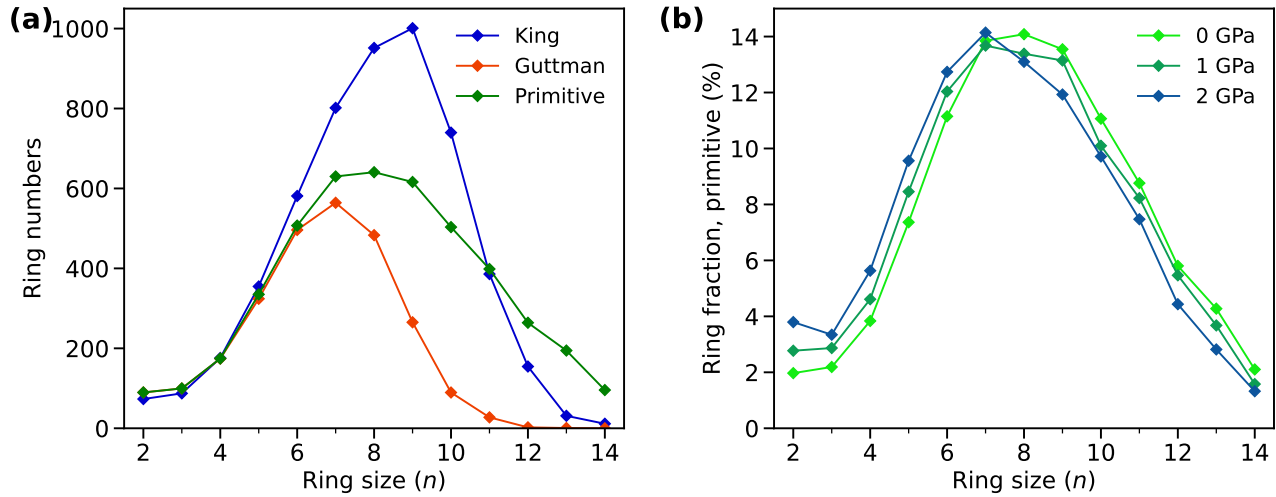 (a)
1000
800
600
400
200
0
Ring numbers
2 4 6 8 10 12 14
Ring size (n)
King
Guttman
Primitive
(b)
14
12
10
8
6
4
2
0
Ring fraction, primitive (%)
2 4 6 8 10 12 14
Ring size (n)
0 GPa
1 GPa
2 GPa